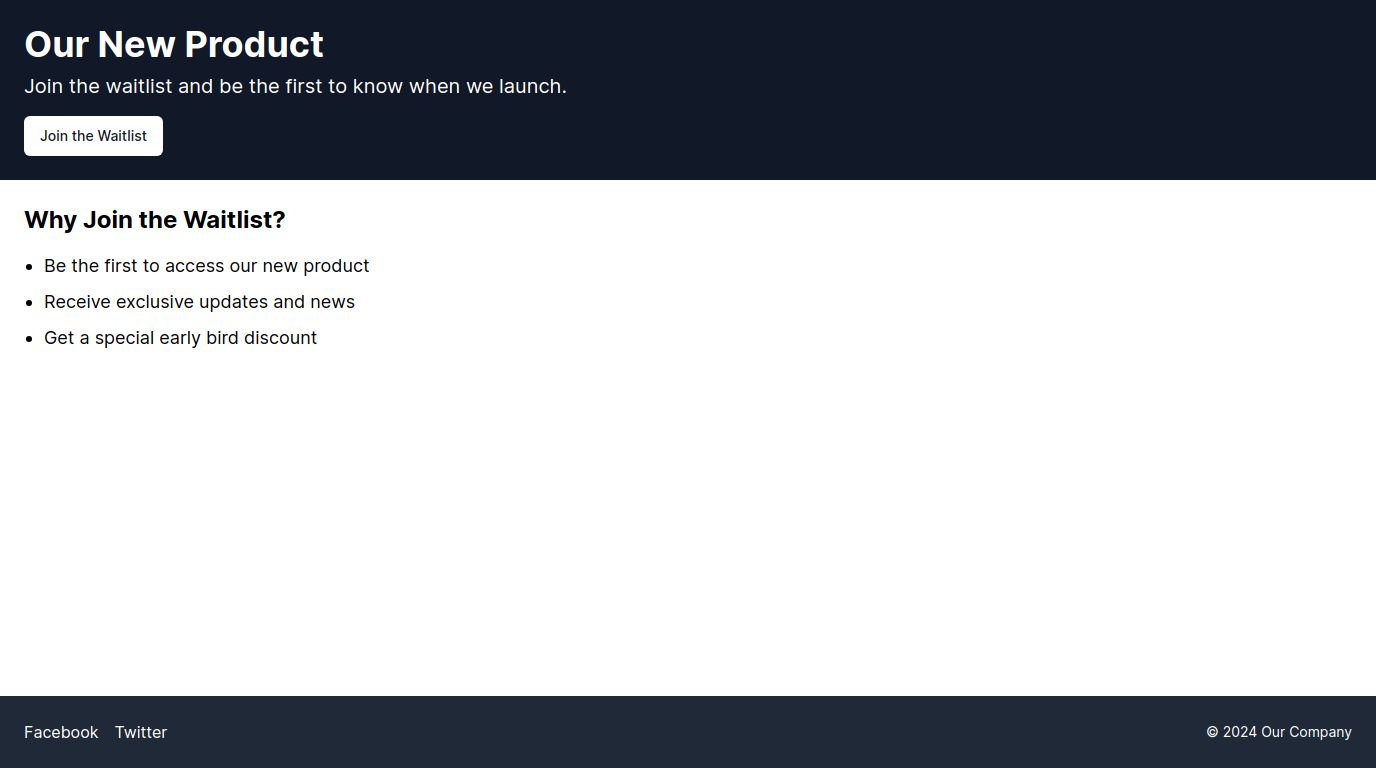 Our New Product
Join the waitlist and be the first to know when we launch.
Join the Waitlist
Why Join the Waitlist?
Be the first to access our new product
Receive exclusive updates and news
Get a special early bird discount
Facebook Twitter
© 2024 Our Company